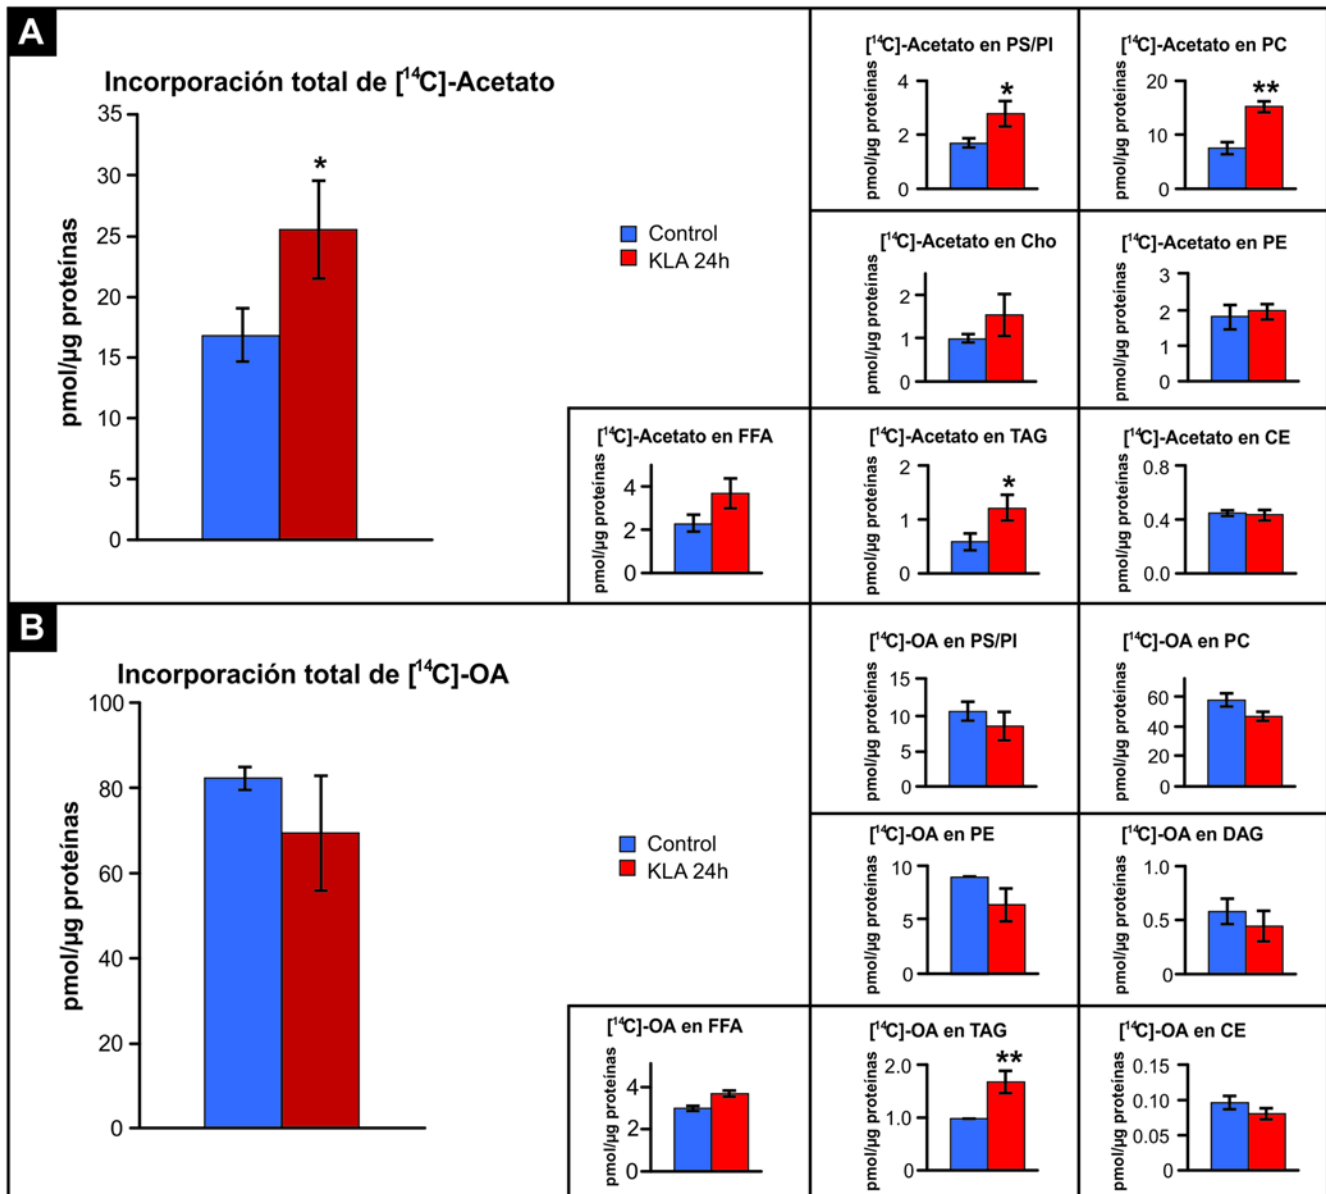 A
Incorporación total de [¹⁴C]-Acetato
pmol/µg proteínas
35
30
25
20
15
10
5
0
*
Control
KLA 24h
[¹⁴C]-Acetato en PS/PI
pmol/µg proteínas
4
2
0
*
[¹⁴C]-Acetato en PC
pmol/µg proteínas
20
10
0
**
[¹⁴C]-Acetato en Cho
pmol/µg proteínas
2
1
0
[¹⁴C]-Acetato en PE
pmol/µg proteínas
3
2
1
0
[¹⁴C]-Acetato en FFA
pmol/µg proteínas
4
2
0
[¹⁴C]-Acetato en TAG
pmol/µg proteínas
2
1
0
*
[¹⁴C]-Acetato en CE
pmol/µg proteínas
0.8
0.4
0.0
B
Incorporación total de [¹⁴C]-OA
pmol/µg proteínas
100
80
60
40
20
0
Control
KLA 24h
[¹⁴C]-OA en PS/PI
pmol/µg proteínas
15
10
5
0
[¹⁴C]-OA en PC
pmol/µg proteínas
60
40
20
0
[¹⁴C]-OA en PE
pmol/µg proteínas
10
5
0
[¹⁴C]-OA en DAG
pmol/µg proteínas
1.0
0.5
0
[¹⁴C]-OA en FFA
pmol/µg proteínas
4
2
0
[¹⁴C]-OA en TAG
pmol/µg proteínas
2.0
1.0
0
**
[¹⁴C]-OA en CE
pmol/µg proteínas
0.15
0.10
0.05
0